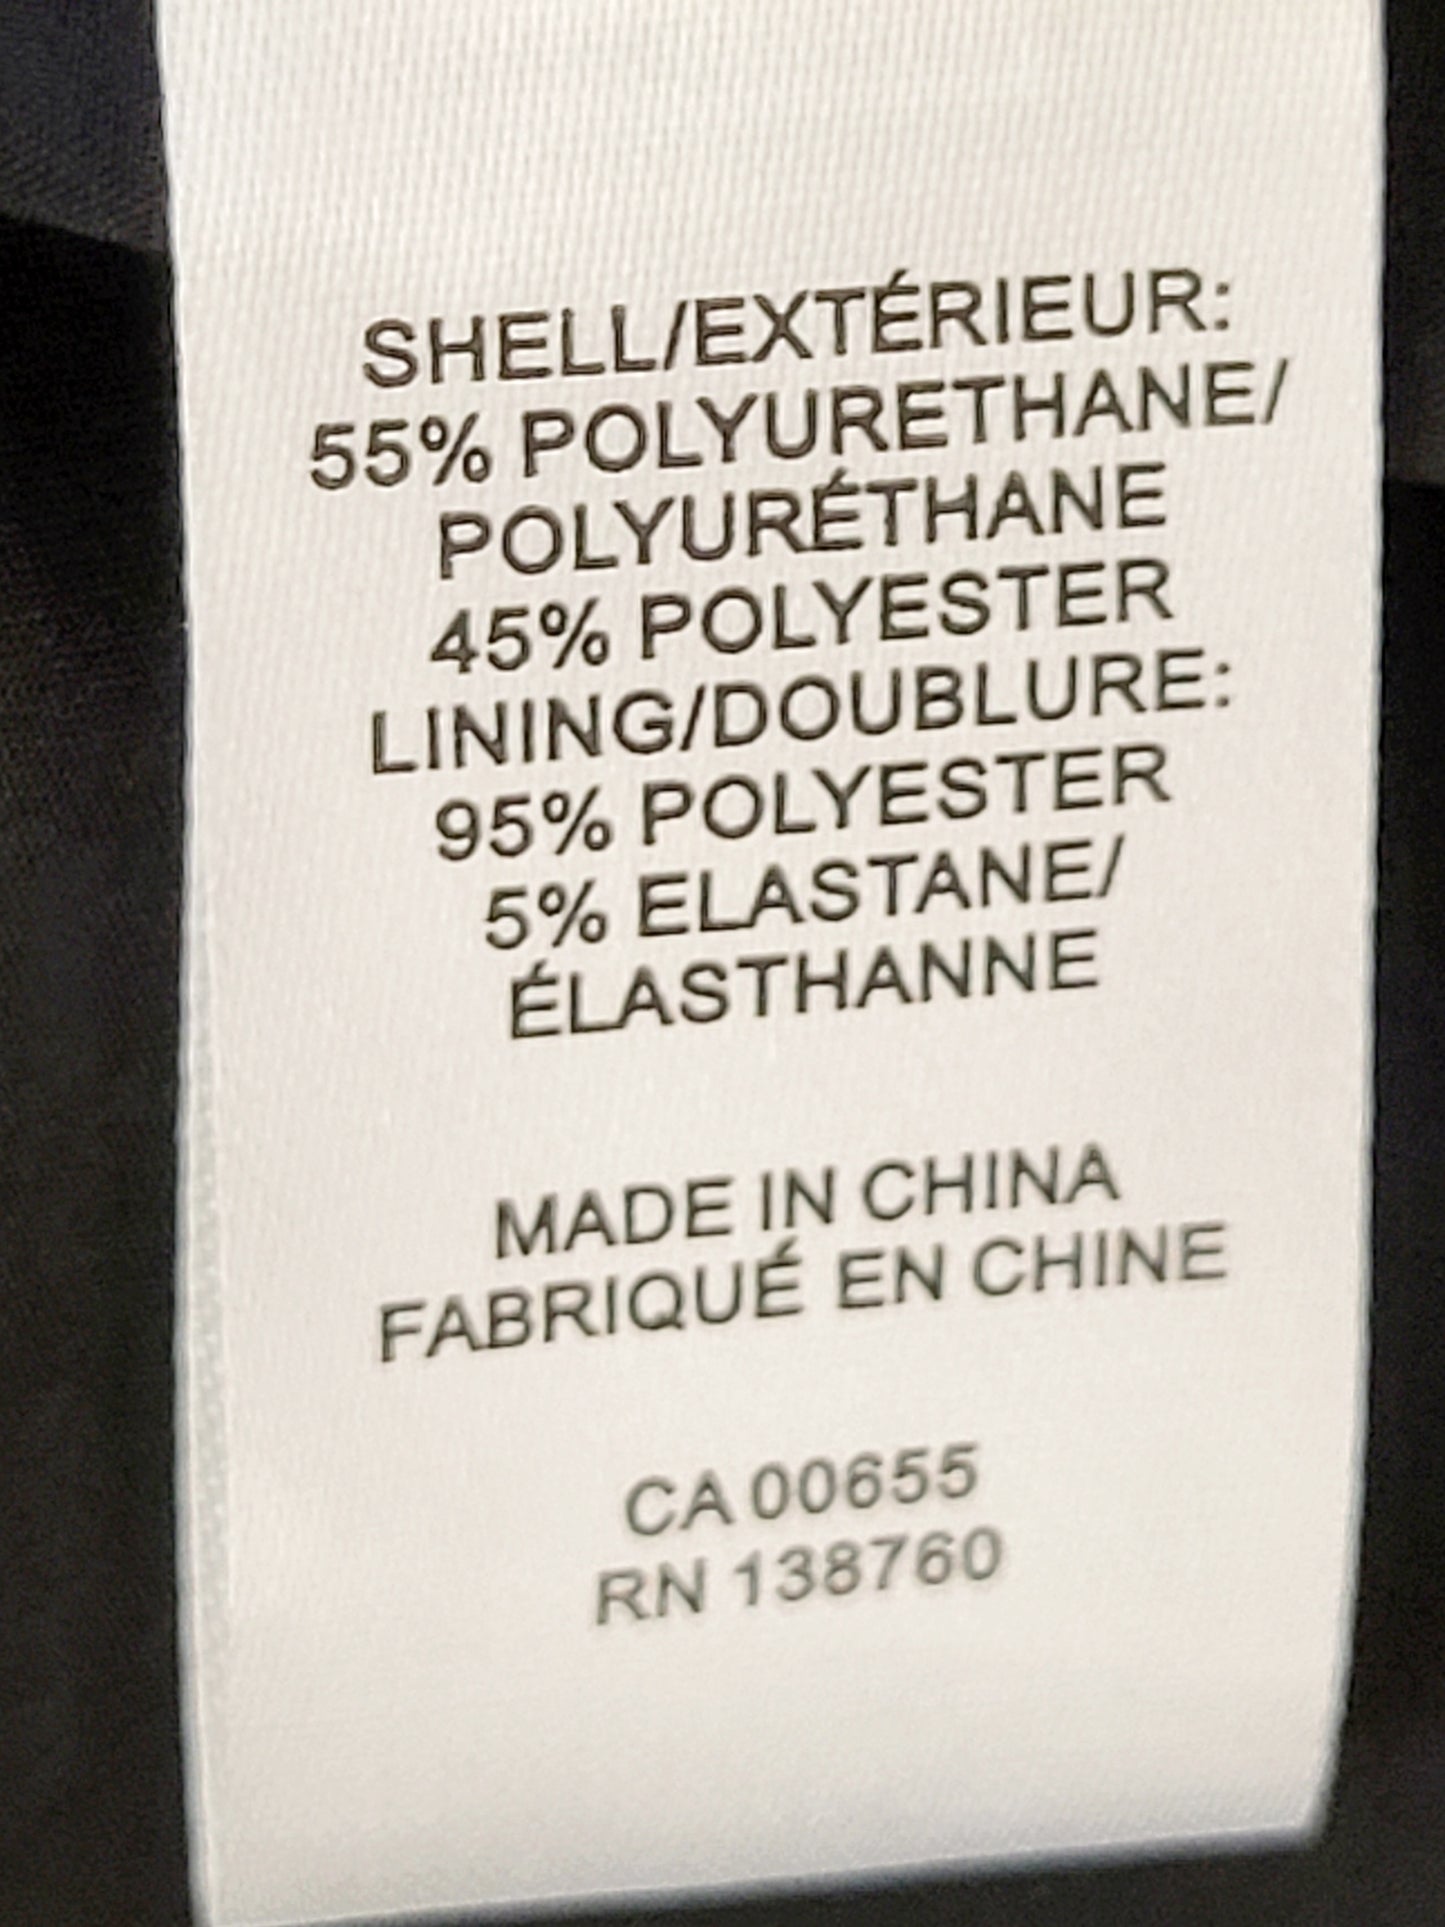 SHELL/EXTÉRIEUR:
55% POLYURETHANE/
POLYURÉTHANE
45% POLYESTER
LINING/DOUBLURE:
95% POLYESTER
5% ELASTANE/
ÉLASTHANNE
MADE IN CHINA
FABRIQUÉ EN CHINE
CA 00655
RN 138760